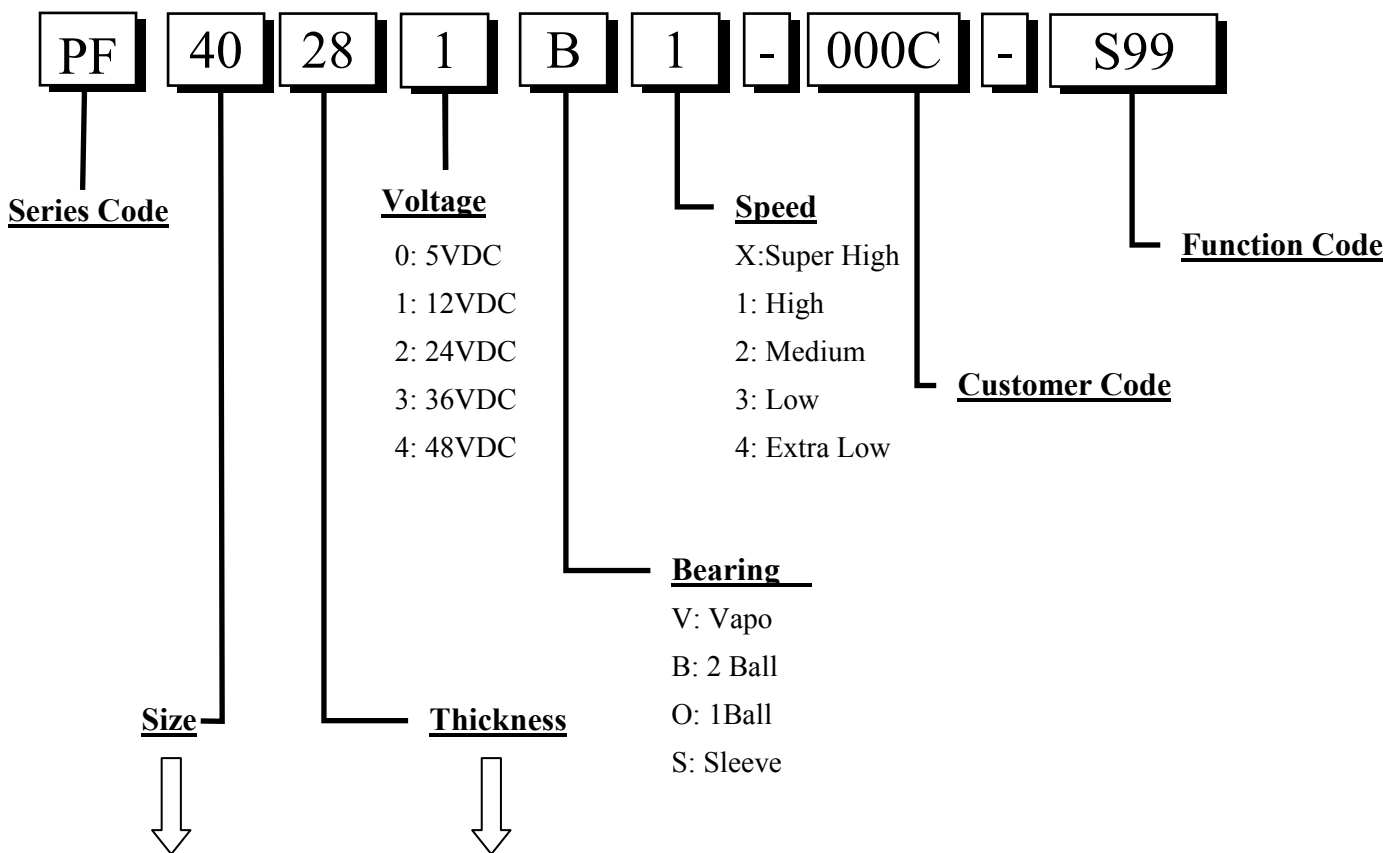 PF 40 28 1 B 1 - 000C - S99
Series Code
Voltage
0: 5VDC
1: 12VDC
2: 24VDC
3: 36VDC
4: 48VDC
Speed
X:Super High
1: High
2: Medium
3: Low
4: Extra Low
Function Code
Customer Code
Bearing
V: Vapo
B: 2 Ball
O: 1Ball
S: Sleeve
Size
Thickness